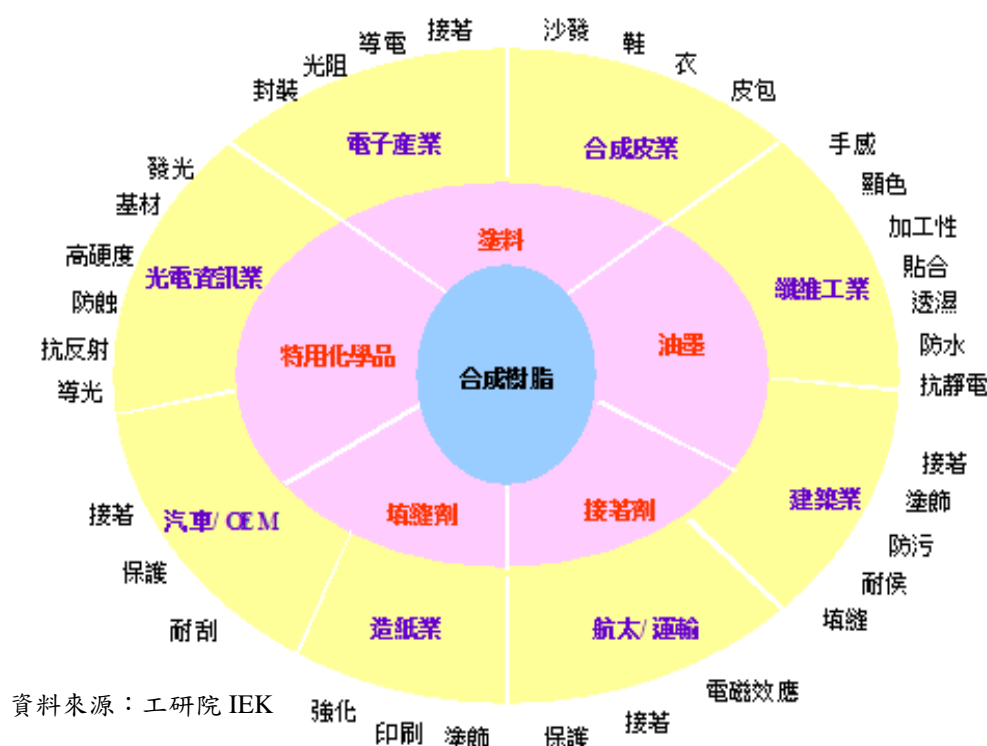 接著
導電
光阻
封裝
沙發
鞋
衣
皮包
電子產業
合成皮業
手感
顯色
加工性
貼合
透濕
防水
抗靜電
發光
基材
高硬度
防蝕
抗反射
導光
光電資訊業
纖維工業
塗料
特用化學品
油墨
合成樹脂
填縫劑
接著劑
汽車/OEM
建築業
接著
保護
耐刮
接著
塗飾
防污
耐侯
填縫
造紙業
航太/運輸
強化
印刷
塗飾
保護
接著
電磁效應
資料來源：工研院 IEK